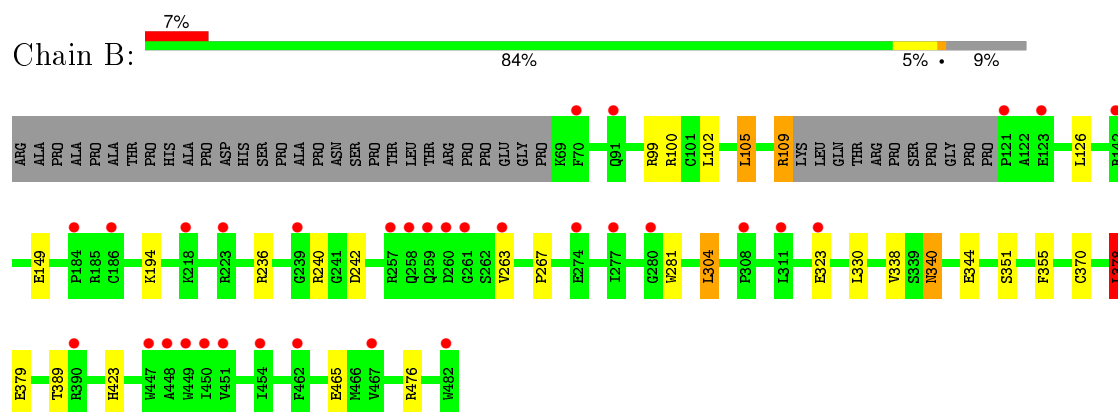 7%
Chain B:
84% 5% • 9%
ARG ALA PRO ALA PRO ALA THR PRO HIS ALA PRO ASP HIS SER PRO ALA PRO ASN SER PRO THR LEU THR ARG PRO PRO GLU GLY PRO K69 F70 Q91 R99 R100 C101 L102 L105 R109 LYS LEU GLN THR ARG PRO SER PRO GLY PRO PRO P121 A122 E123 L126
E149 P184 R185 C186 K194 K218 R223 R236 G239 R240 G241 D242 R257 Q258 Q259 D260 G261 S262 V263 P267 E274 I277 G280 W281 L304 P308 L311 E323 L330 V338 S339 N340 E344 S351 F355 C370
E379 T389 R390 H423 W447 A448 W449 I450 V451 I454 F462 E465 M466 V467 R476 W482